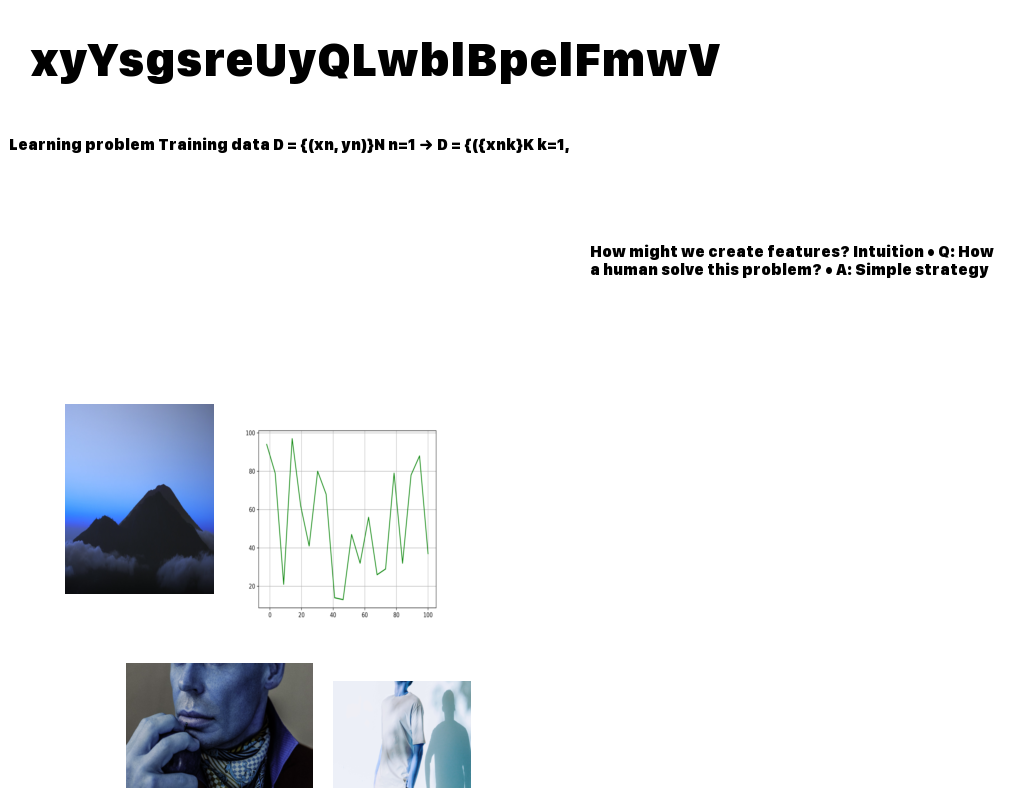 xyYsgsreUyQLwblBpelFmwV
Learning problem Training data D = {(xn, yn)}N n=1 → D = {({xnk}K k=1,
How might we create features? Intuition • Q: How
a human solve this problem? • A: Simple strategy
100
80
60
40
20
0 20 40 60 80 100